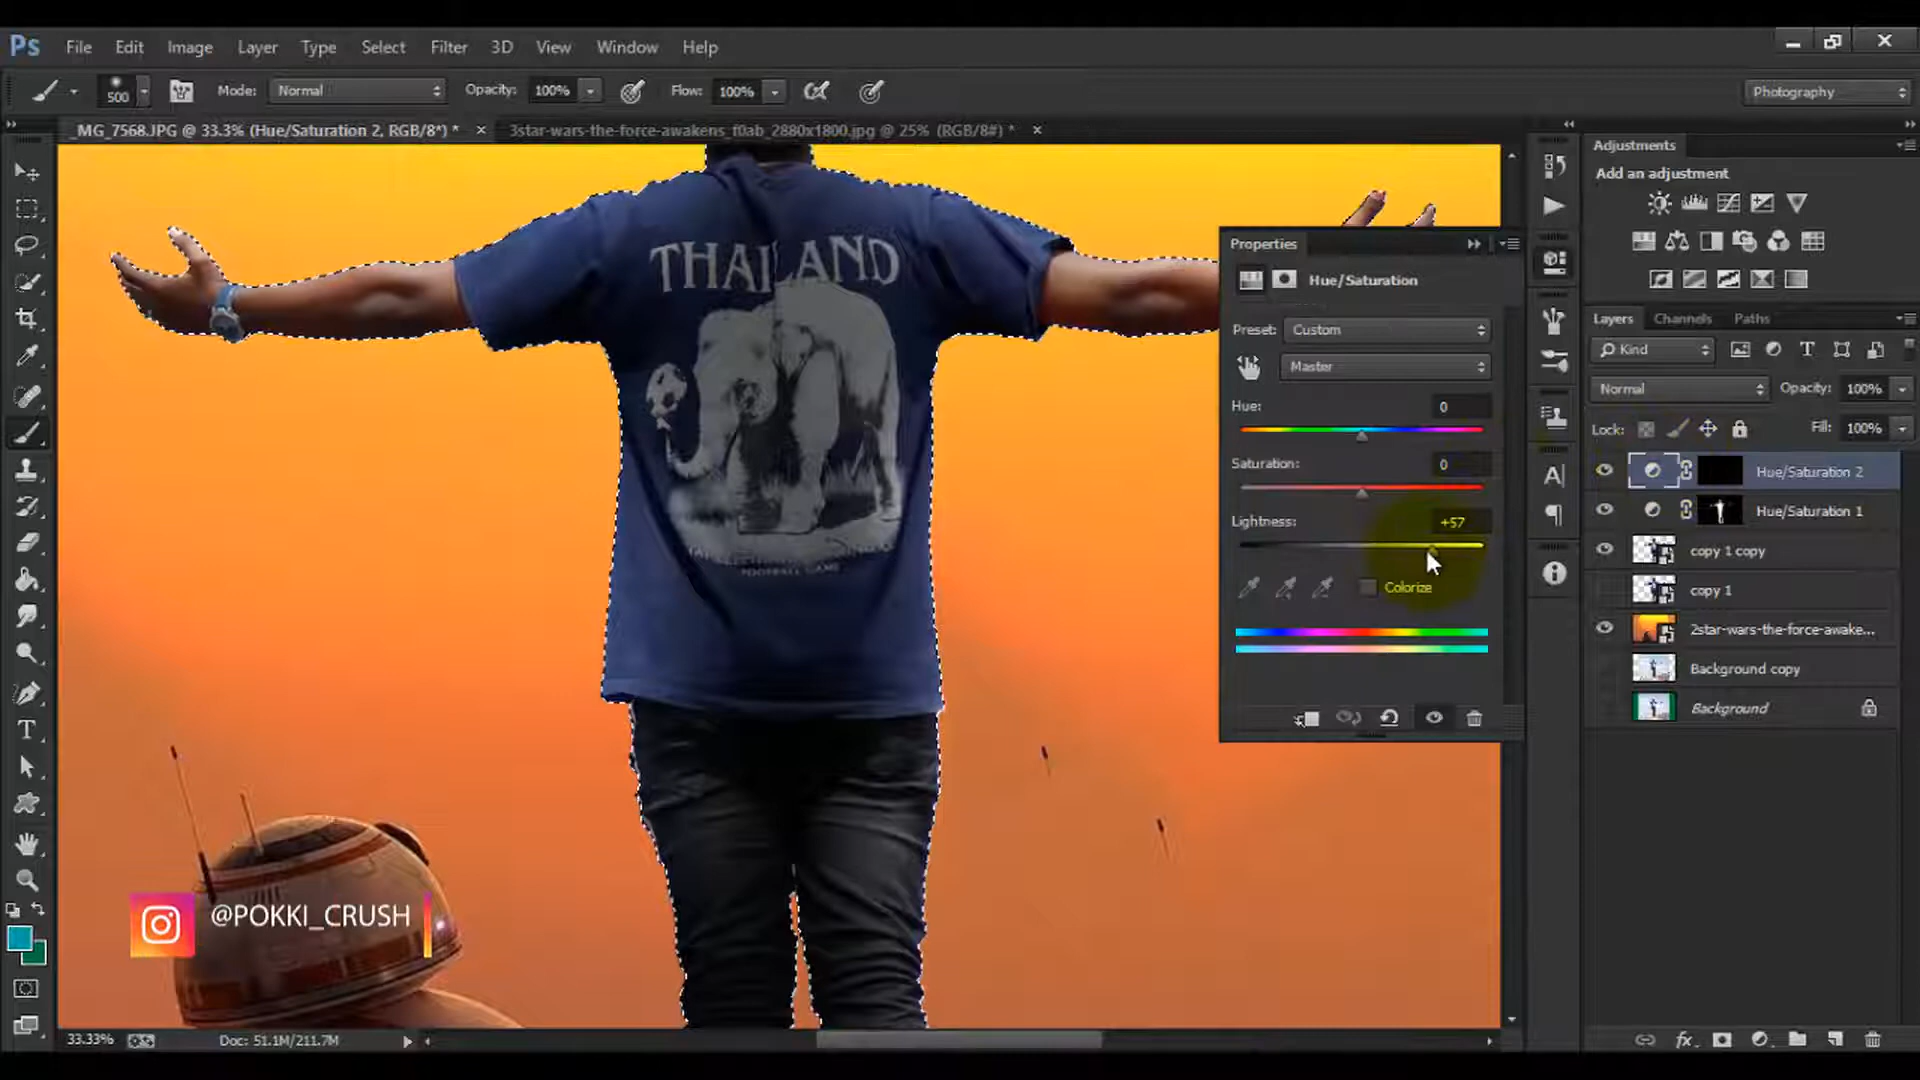 Ps File Edit Image Layer Type Select Filter 3D View Window Help
500 Mode: Normal Opacity: 100% Flow: 100% Photography
_MG_7568.JPG @ 33.3% (Hue/Saturation 2, RGB/8*) * × 3star-wars-the-force-awakens_f0ab_2880x1800.jpg @ 25% (RGB/8#) * ×
Adjustments
Add an adjustment
THAILAND
FOOTBALL GAME
Properties
Hue/Saturation
Preset: Custom
Master
Hue: 0
Saturation: 0
Lightness: +57
Colorize
Layers Channels Paths
Kind
Normal Opacity: 100%
Lock: Fill: 100%
Hue/Saturation 2
Hue/Saturation 1
copy 1 copy
copy 1
2star-wars-the-force-awake...
Background copy
Background
@POKKI_CRUSH
33.33% Doc: 51.1M/211.7M